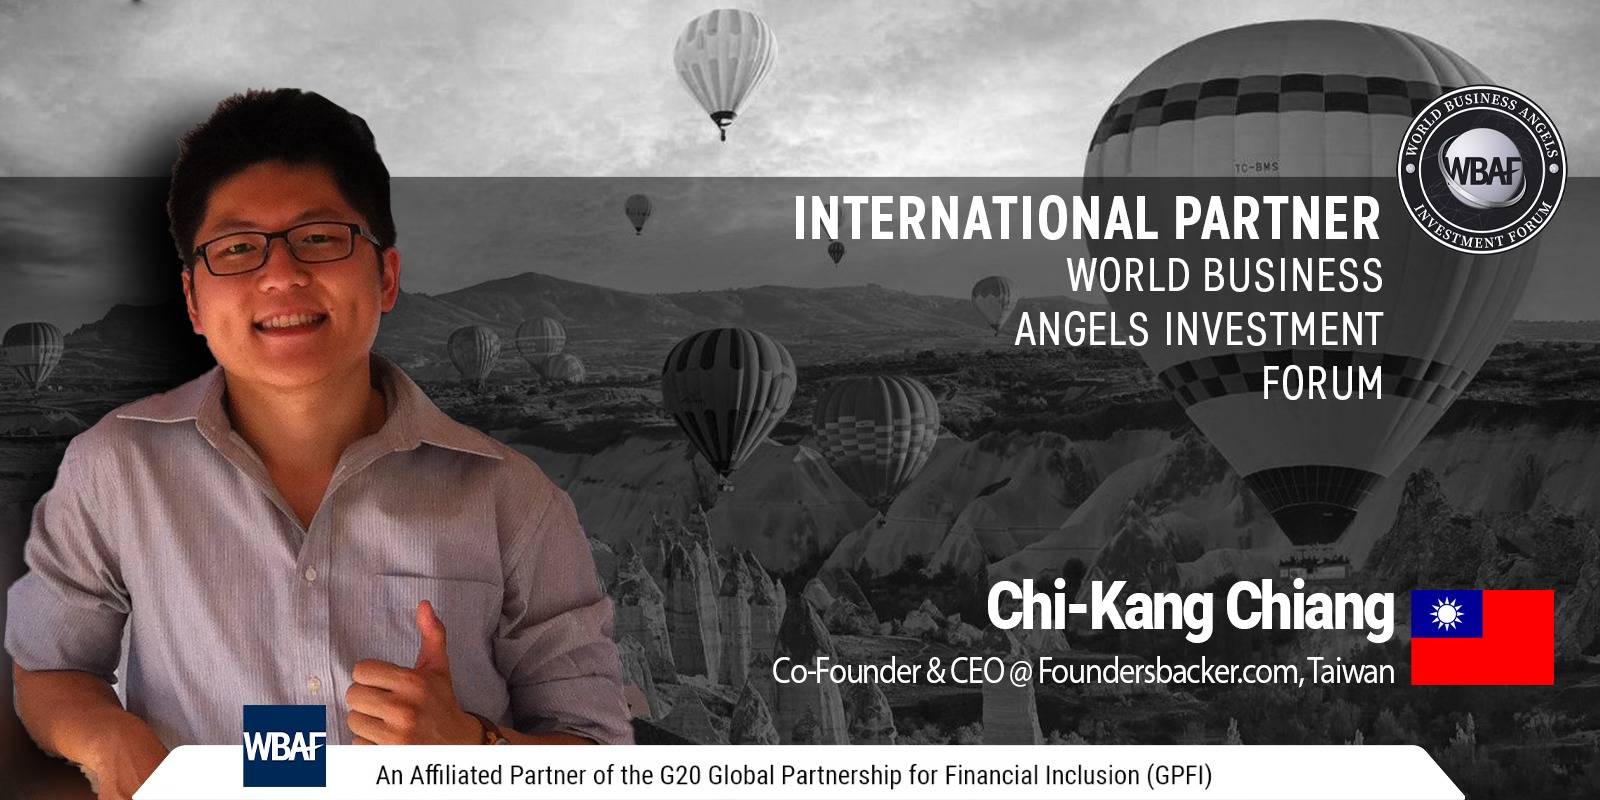 WORLD BUSINESS ANGELS
WBAF
INVESTMENT FORUM
TC-BMS
INTERNATIONAL PARTNER
WORLD BUSINESS
ANGELS INVESTMENT
FORUM
Chi-Kang Chiang
Co-Founder & CEO @ Foundersbacker.com, Taiwan
WBAF
An Affiliated Partner of the G20 Global Partnership for Financial Inclusion (GPFI)